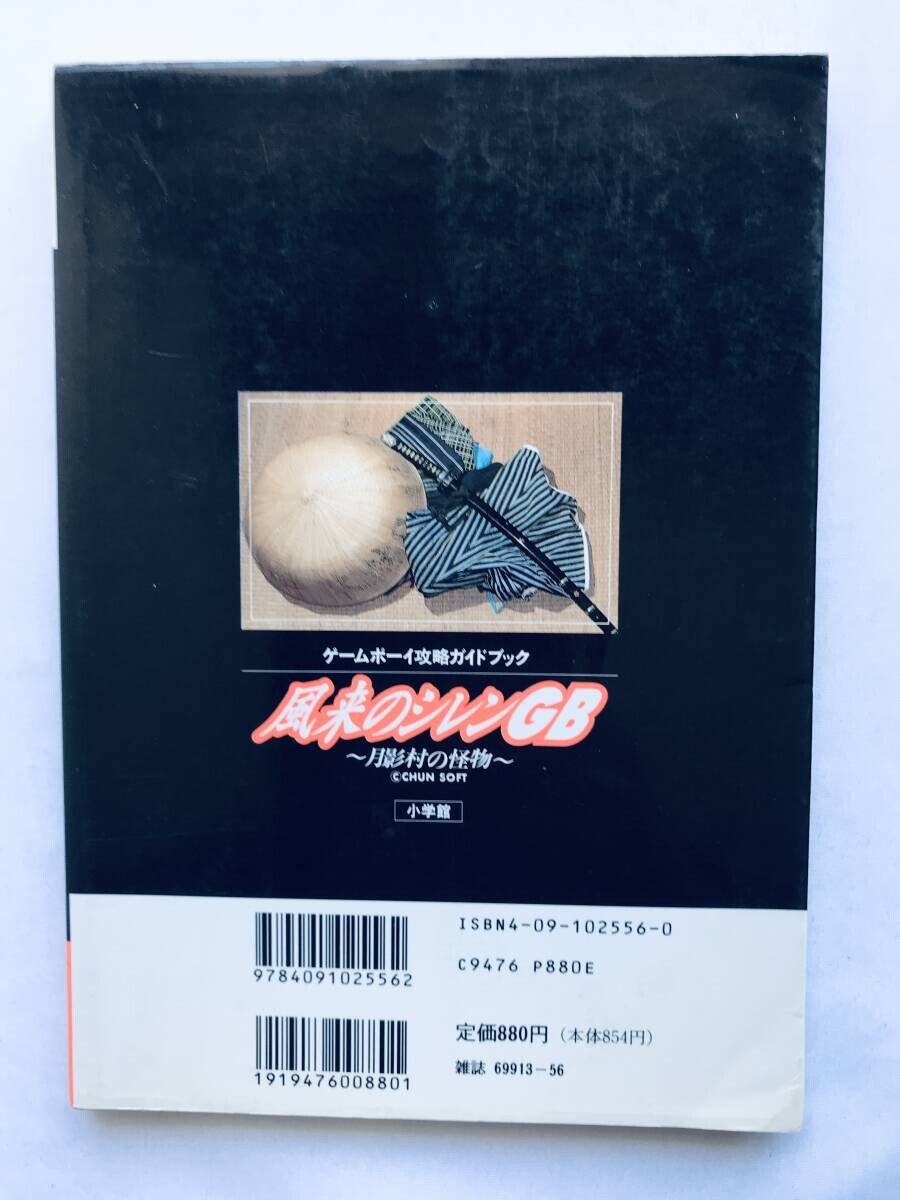 ゲームボーイ攻略ガイドブック
風来のシレンGB
〜月影村の怪物〜
©CHUN SOFT
小学館
ISBN4-09-102556-0
9784091025562
C9476 P880E
定価880円（本体854円）
1919476008801
雑誌 69913-56